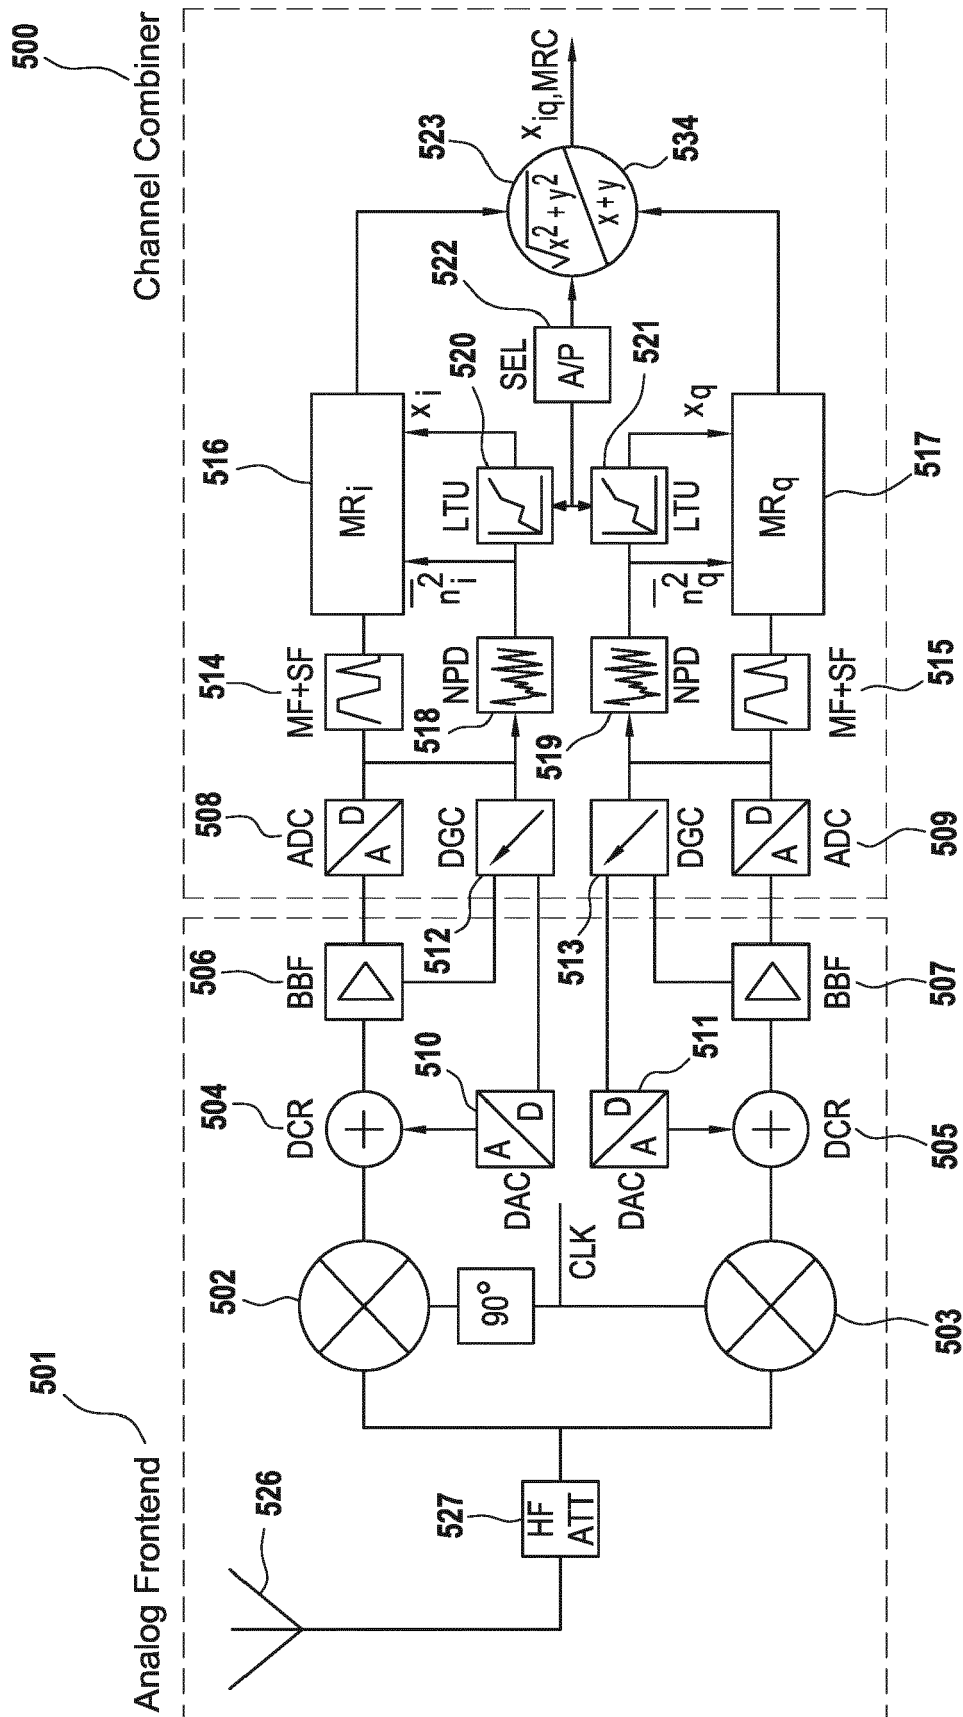 500
Channel Combiner
501
Analog Frontend
526
527
HF
ATT
502
503
90°
CLK
504
DCR
505
DCR
510
DAC
A
D
511
DAC
A
D
506
BBF
507
BBF
508
ADC
A
D
509
ADC
A
D
512
DGC
513
DGC
514
MF+SF
515
MF+SF
518
NPD
519
NPD
516
MRi
517
MRq
n̅²i
n̅²q
520
LTU
521
LTU
xi
xq
522
SEL
A/P
523
√x²+y²
x+y
534
xiq,MRC